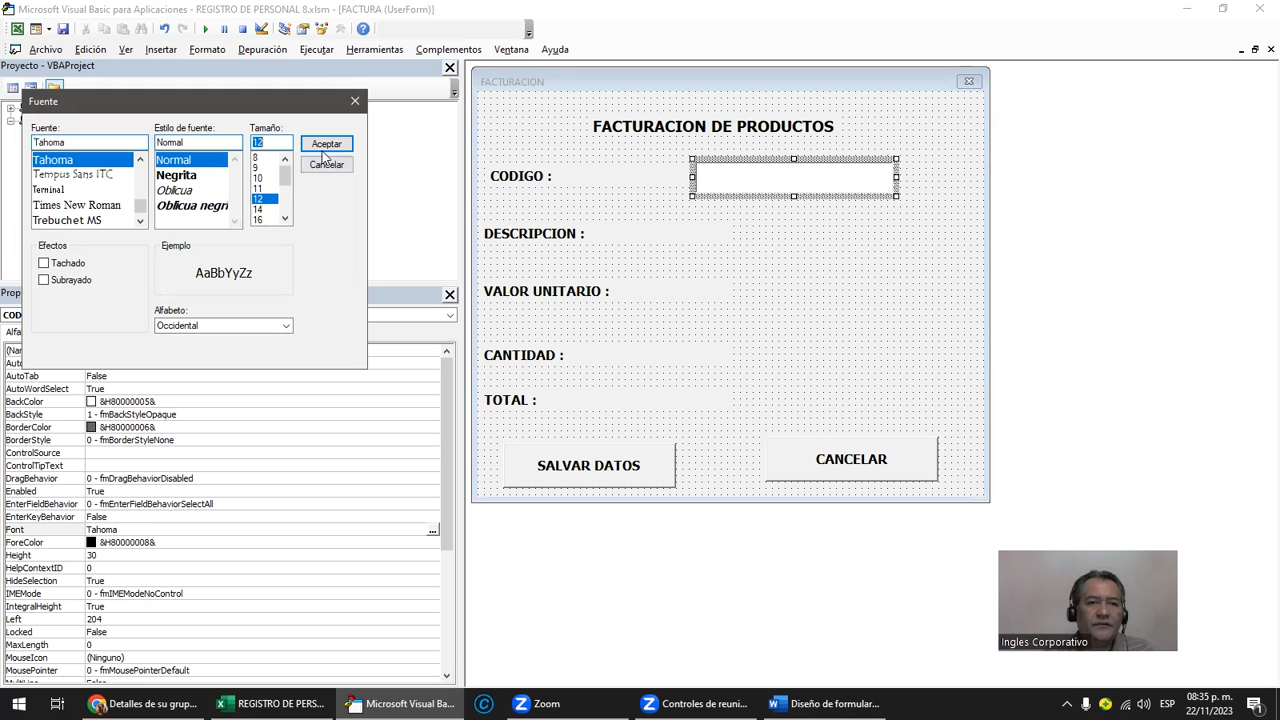 Microsoft Visual Basic para Aplicaciones - REGISTRO DE PERSONAL 8.xlsm - [FACTURA (UserForm)]
Archivo Edición Ver Insertar Formato Depuración Ejecutar Herramientas Complementos Ventana Ayuda
Proyecto - VBAProject
Fuente
Fuente: Estilo de fuente: Tamaño:
Tahoma Normal 12 Aceptar
Tahoma Normal 8
Tempus Sans ITC Negrita 9 Cancelar
Terminal Oblicua 10
Times New Roman Oblicua negri 11
Trebuchet MS 12
14
16
Efectos Ejemplo
Tachado
Subrayado
AaBbYyZz
Alfabeto:
Occidental
FACTURACION
FACTURACION DE PRODUCTOS
CODIGO :
DESCRIPCION :
VALOR UNITARIO :
CANTIDAD :
TOTAL :
SALVAR DATOS CANCELAR
AutoTab False
AutoWordSelect True
BackColor &H80000005&
BackStyle 1 - fmBackStyleOpaque
BorderColor &H80000006&
BorderStyle 0 - fmBorderStyleNone
ControlSource
ControlTipText
DragBehavior 0 - fmDragBehaviorDisabled
Enabled True
EnterFieldBehavior 0 - fmEnterFieldBehaviorSelectAll
EnterKeyBehavior False
Font Tahoma ...
ForeColor &H80000008&
Height 30
HelpContextID 0
HideSelection True
IMEMode 0 - fmIMEModeNoControl
IntegralHeight True
Left 204
Locked False
MaxLength 0
MouseIcon (Ninguno)
MousePointer 0 - fmMousePointerDefault
Ingles Corporativo
Detalles de su grup... REGISTRO DE PERS... Microsoft Visual Bas... Zoom Controles de reuni... Diseño de formular... ESP 08:35 p. m.
22/11/2023